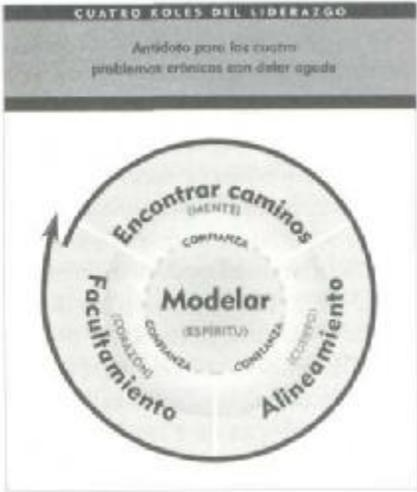 CUATRO ROLES DEL LIDERAZGO
Antídoto para los cuatro
problemas crónicos con dolor agudo
Encontrar caminos
(MENTE)
CONFIANZA
Modelar
(ESPÍRITU)
CONFIANZA
CONFIANZA
Facultamiento
(CORAZÓN)
Alineamiento
(CUERPO)